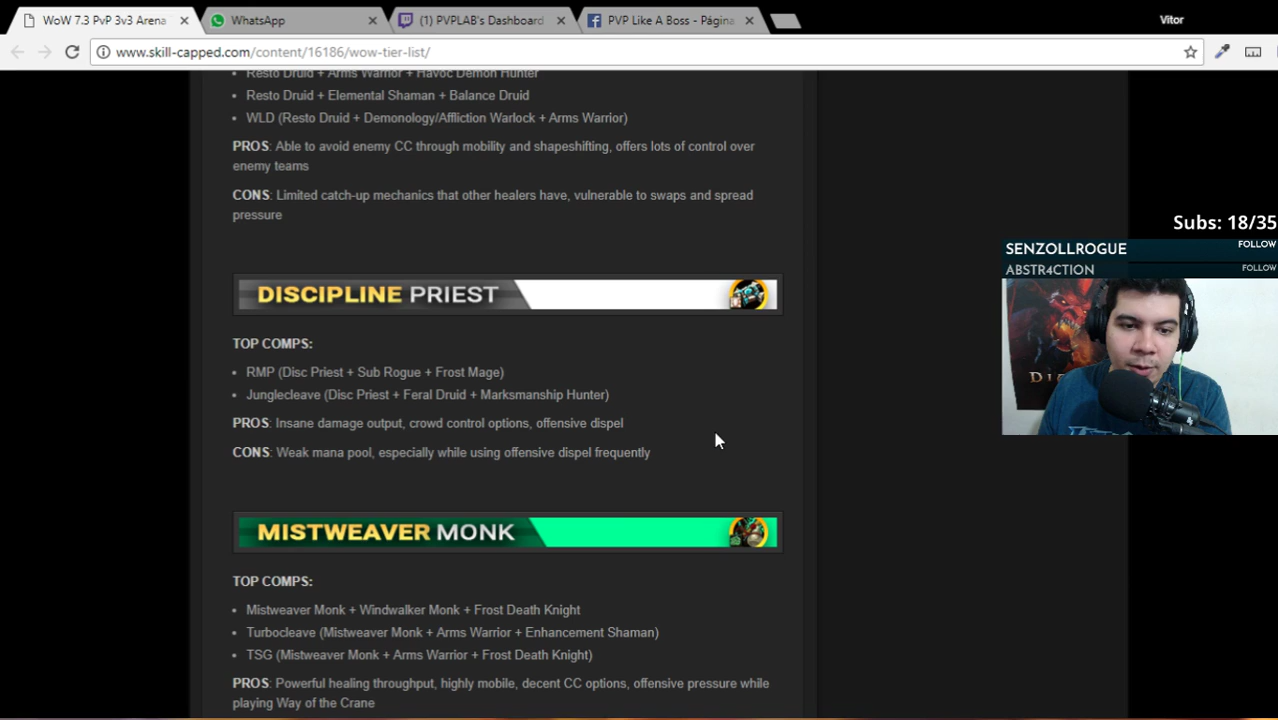 WoW 7.3 PvP 3v3 Arena
WhatsApp
(1) PVPLAB's Dashboard
PVP Like A Boss - Página
Vitor
www.skill-capped.com/content/16186/wow-tier-list/
Resto Druid + Arms Warrior + Havoc Demon Hunter
Resto Druid + Elemental Shaman + Balance Druid
WLD (Resto Druid + Demonology/Affliction Warlock + Arms Warrior)
PROS: Able to avoid enemy CC through mobility and shapeshifting, offers lots of control over
enemy teams
CONS: Limited catch-up mechanics that other healers have, vulnerable to swaps and spread
pressure
Subs: 18/35
SENZOLLROGUE FOLLOW
ABSTR4CTION FOLLOW
DISCIPLINE PRIEST
TOP COMPS:
RMP (Disc Priest + Sub Rogue + Frost Mage)
Junglecleave (Disc Priest + Feral Druid + Marksmanship Hunter)
PROS: Insane damage output, crowd control options, offensive dispel
CONS: Weak mana pool, especially while using offensive dispel frequently
MISTWEAVER MONK
TOP COMPS:
Mistweaver Monk + Windwalker Monk + Frost Death Knight
Turbocleave (Mistweaver Monk + Arms Warrior + Enhancement Shaman)
TSG (Mistweaver Monk + Arms Warrior + Frost Death Knight)
PROS: Powerful healing throughput, highly mobile, decent CC options, offensive pressure while
playing Way of the Crane